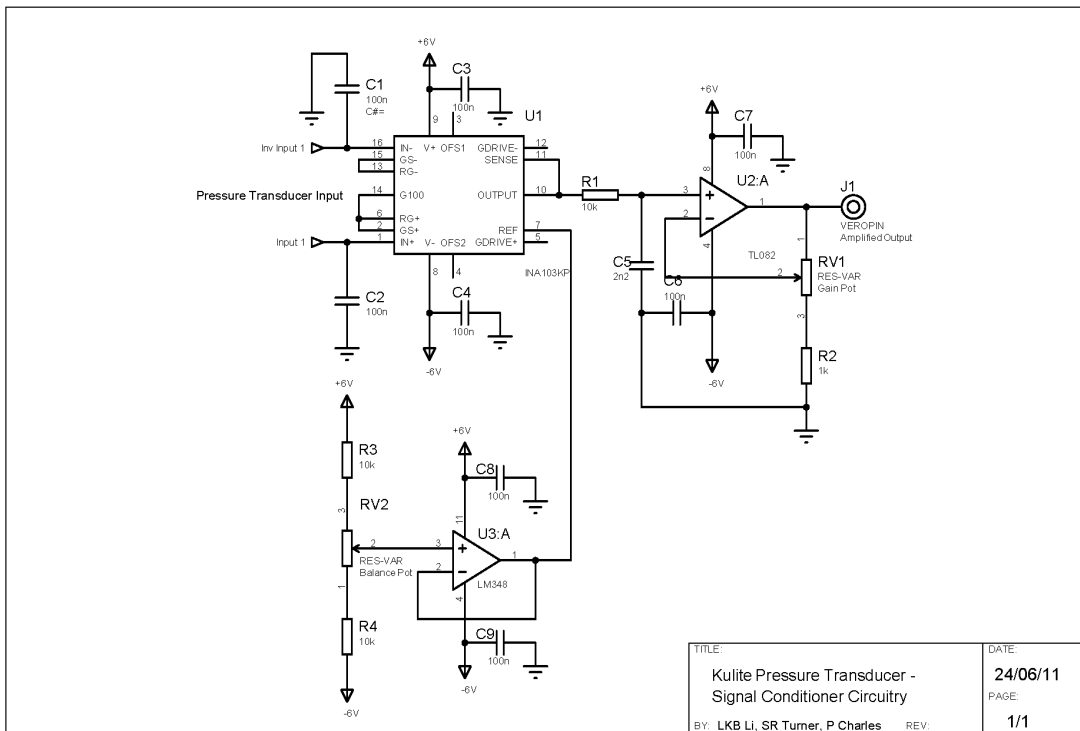 +6V
C1
100n
C#=
C3
100n
9
3
U1
Inv Input 1
16
15
13
14
6
2
1
IN-
GS-
RG-
G100
RG+
GS+
IN+
V+ OFS1
V- OFS2
GDRIVE-
SENSE
OUTPUT
REF
GDRIVE+
12
11
10
7
5
INA103KP
Pressure Transducer Input
Input 1
8
4
C2
100n
C4
100n
-6V
R1
10k
C5
2n2
C6
100n
+6V
C7
100n
8
U2:A
3
2
1
4
TL082
-6V
J1
VEROPIN
Amplified Output
1
RV1
2
RES-VAR
Gain Pot
3
R2
1k
+6V
R3
10k
3
RV2
2
RES-VAR
Balance Pot
1
R4
10k
-6V
+6V
C8
100n
11
U3:A
3
2
1
LM348
4
C9
100n
-6V
TITLE:
Kulite Pressure Transducer -
Signal Conditioner Circuitry
BY: LKB Li, SR Turner, P Charles REV:
DATE:
24/06/11
PAGE:
1/1